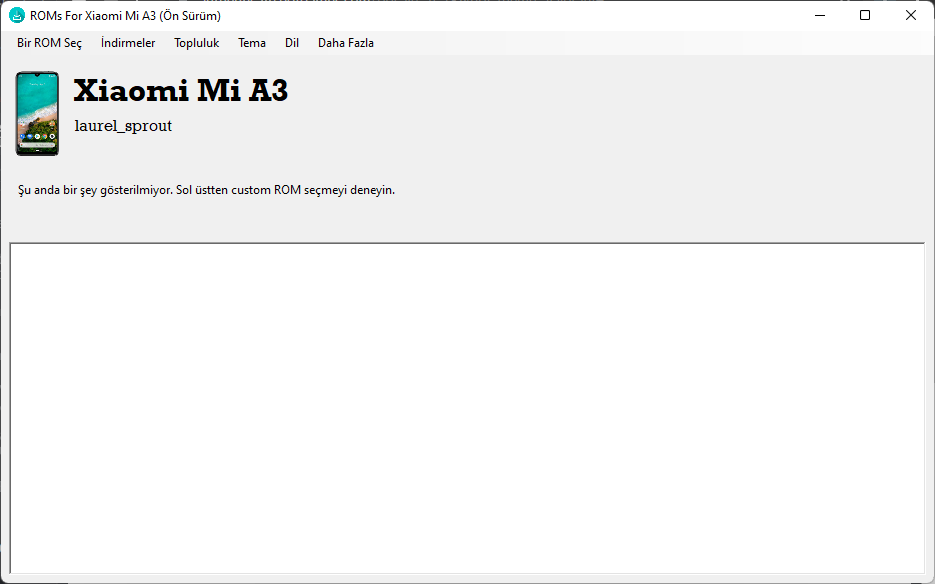 ROMs For Xiaomi Mi A3 (Ön Sürüm)
Bir ROM Seç İndirmeler Topluluk Tema Dil Daha Fazla
Xiaomi Mi A3
laurel_sprout
Şu anda bir şey gösterilmiyor. Sol üstten custom ROM seçmeyi deneyin.